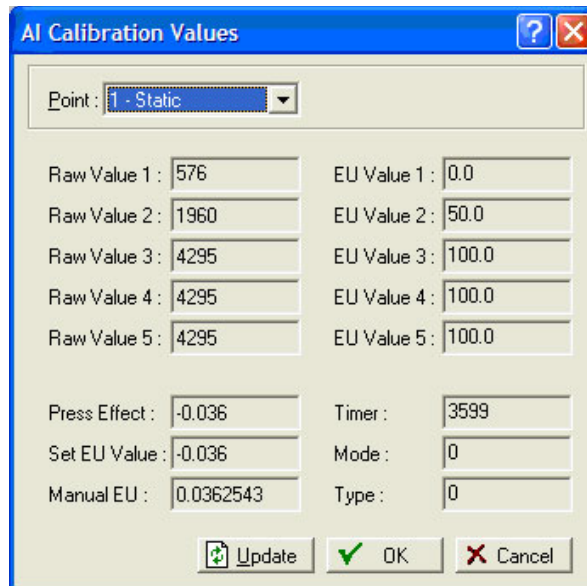 AI Calibration Values
Point : 1 - Static
Raw Value 1 : 576 EU Value 1 : 0.0
Raw Value 2 : 1960 EU Value 2 : 50.0
Raw Value 3 : 4295 EU Value 3 : 100.0
Raw Value 4 : 4295 EU Value 4 : 100.0
Raw Value 5 : 4295 EU Value 5 : 100.0
Press Effect : -0.036 Timer : 3599
Set EU Value : -0.036 Mode : 0
Manual EU : 0.0362543 Type : 0
Update OK Cancel